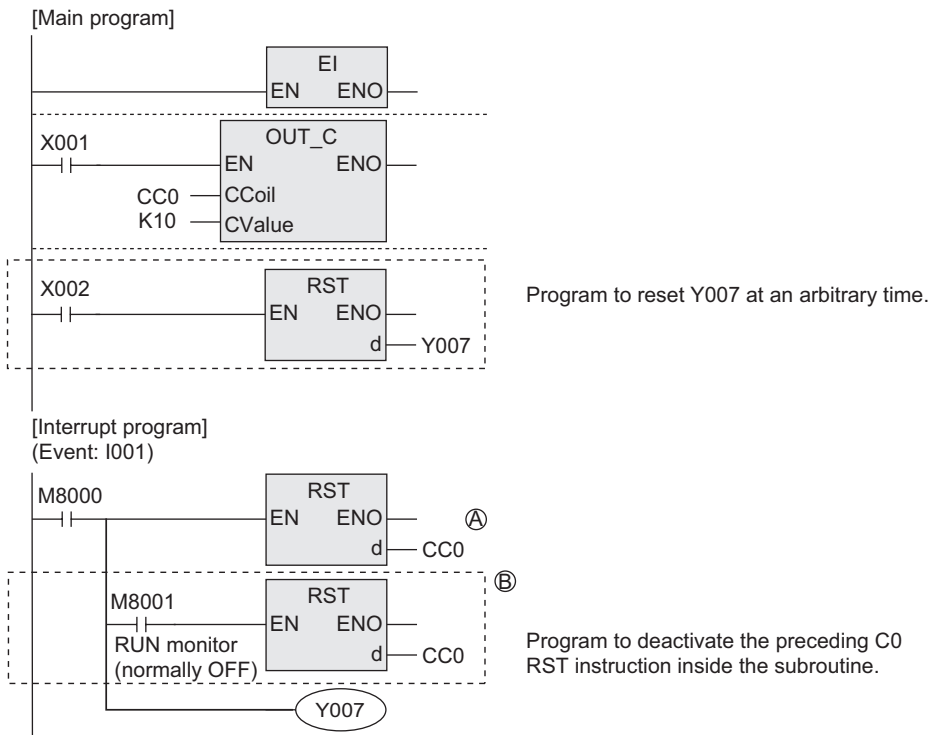 [Main program]
EI
EN ENO
X001
OUT_C
EN ENO
CC0 CCoil
K10 CValue
X002
RST
EN ENO
d Y007
Program to reset Y007 at an arbitrary time.
[Interrupt program]
(Event: I001)
M8000
RST
EN ENO
Ⓐ
d CC0
Ⓑ
M8001
RST
EN ENO
RUN monitor
(normally OFF)
d CC0
Program to deactivate the preceding C0
RST instruction inside the subroutine.
Y007